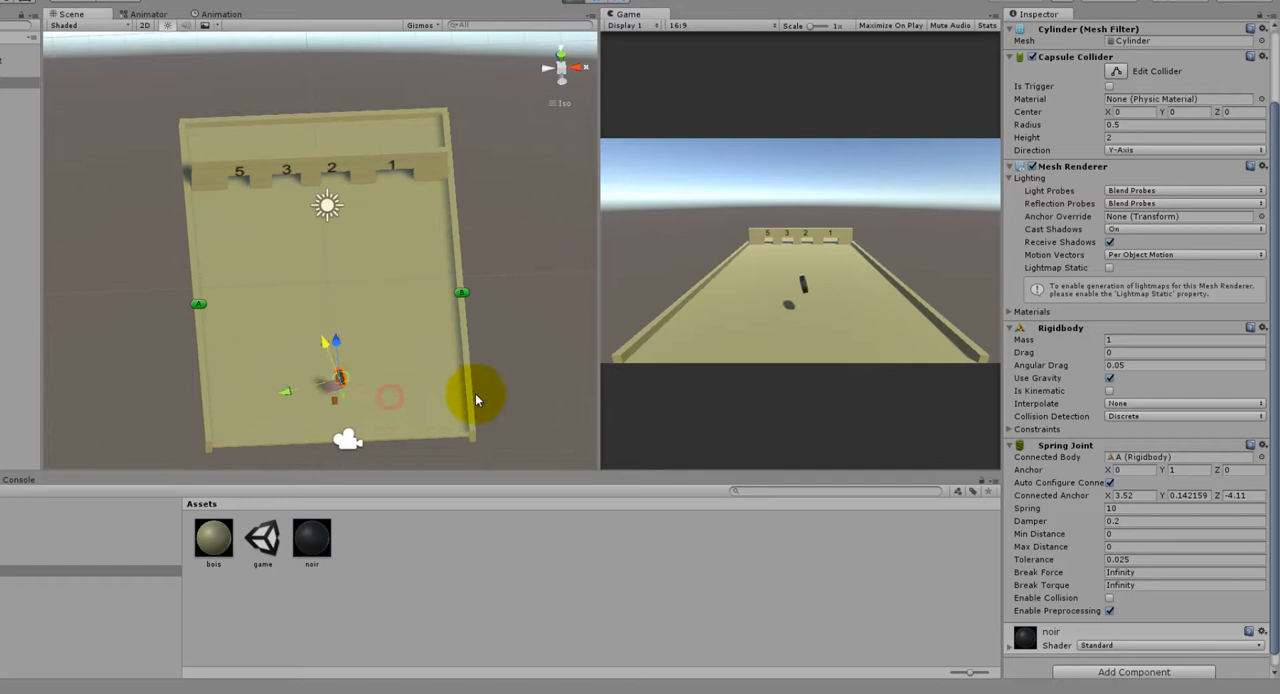 Scene Animator Animation
Shaded 2D Gizmos All
Iso
5 3 2 1
A
B
Game
Display 1 16:9 Scale 1x Maximize On Play Mute Audio Stats
5 3 2 1
Console
Assets
bois game noir
Inspector
Cylinder (Mesh Filter)
Mesh Cylinder
Capsule Collider
Edit Collider
Is Trigger
Material None (Physic Material)
Center X 0 Y 0 Z 0
Radius 0.5
Height 2
Direction Y-Axis
Mesh Renderer
Lighting
Light Probes Blend Probes
Reflection Probes Blend Probes
Anchor Override None (Transform)
Cast Shadows On
Receive Shadows
Motion Vectors Per Object Motion
Lightmap Static
To enable generation of lightmaps for this Mesh Renderer,
please enable the 'Lightmap Static' property.
Materials
Rigidbody
Mass 1
Drag 0
Angular Drag 0.05
Use Gravity
Is Kinematic
Interpolate None
Collision Detection Discrete
Constraints
Spring Joint
Connected Body A (Rigidbody)
Anchor X 0 Y 1 Z 0
Auto Configure Conne
Connected Anchor X 3.52 Y 0.142159 Z -4.11
Spring 10
Damper 0.2
Min Distance 0
Max Distance 0
Tolerance 0.025
Break Force Infinity
Break Torque Infinity
Enable Collision
Enable Preprocessing
noir
Shader Standard
Add Component